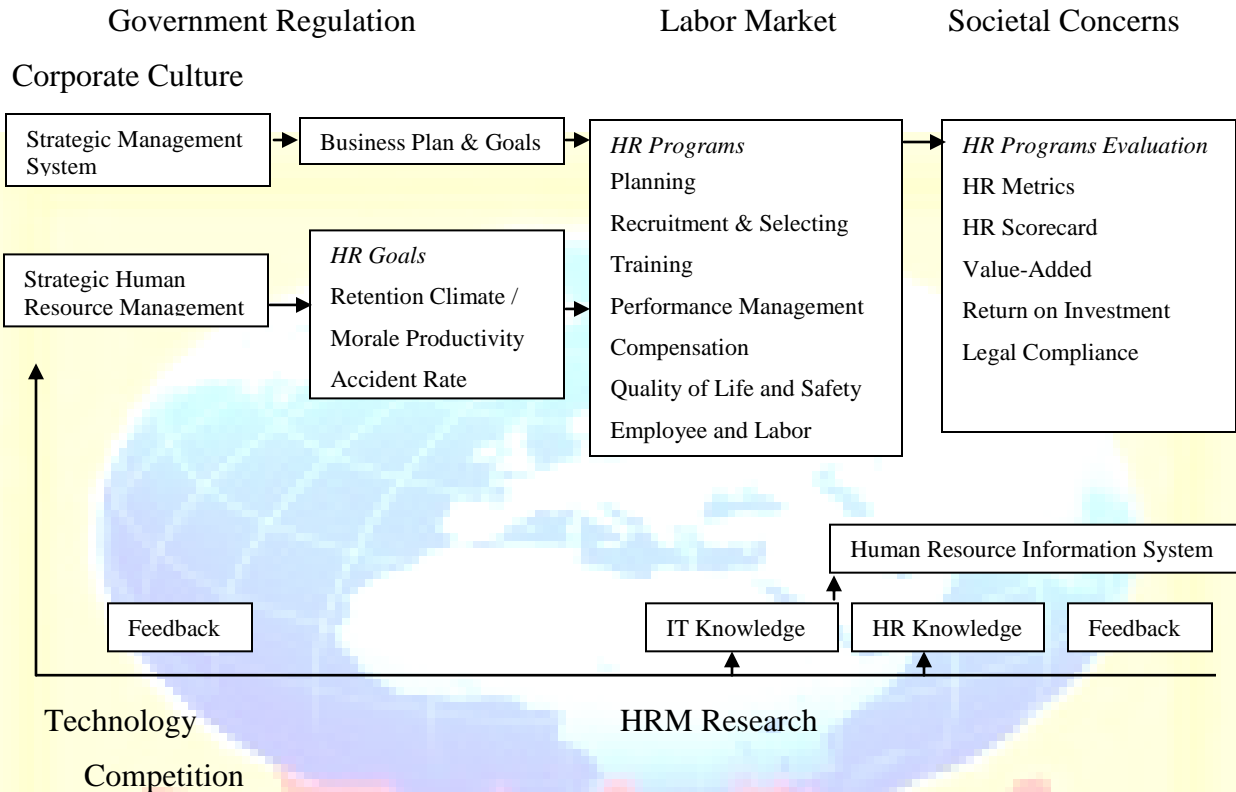 Government Regulation
Labor Market
Societal Concerns
Corporate Culture
Strategic Management
System
Business Plan & Goals
HR Programs
Planning
Recruitment & Selecting
Training
Performance Management
Compensation
Quality of Life and Safety
Employee and Labor
HR Programs Evaluation
HR Metrics
HR Scorecard
Value-Added
Return on Investment
Legal Compliance
Strategic Human
Resource Management
HR Goals
Retention Climate /
Morale Productivity
Accident Rate
Human Resource Information System
Feedback
IT Knowledge
HR Knowledge
Feedback
Technology
HRM Research
Competition